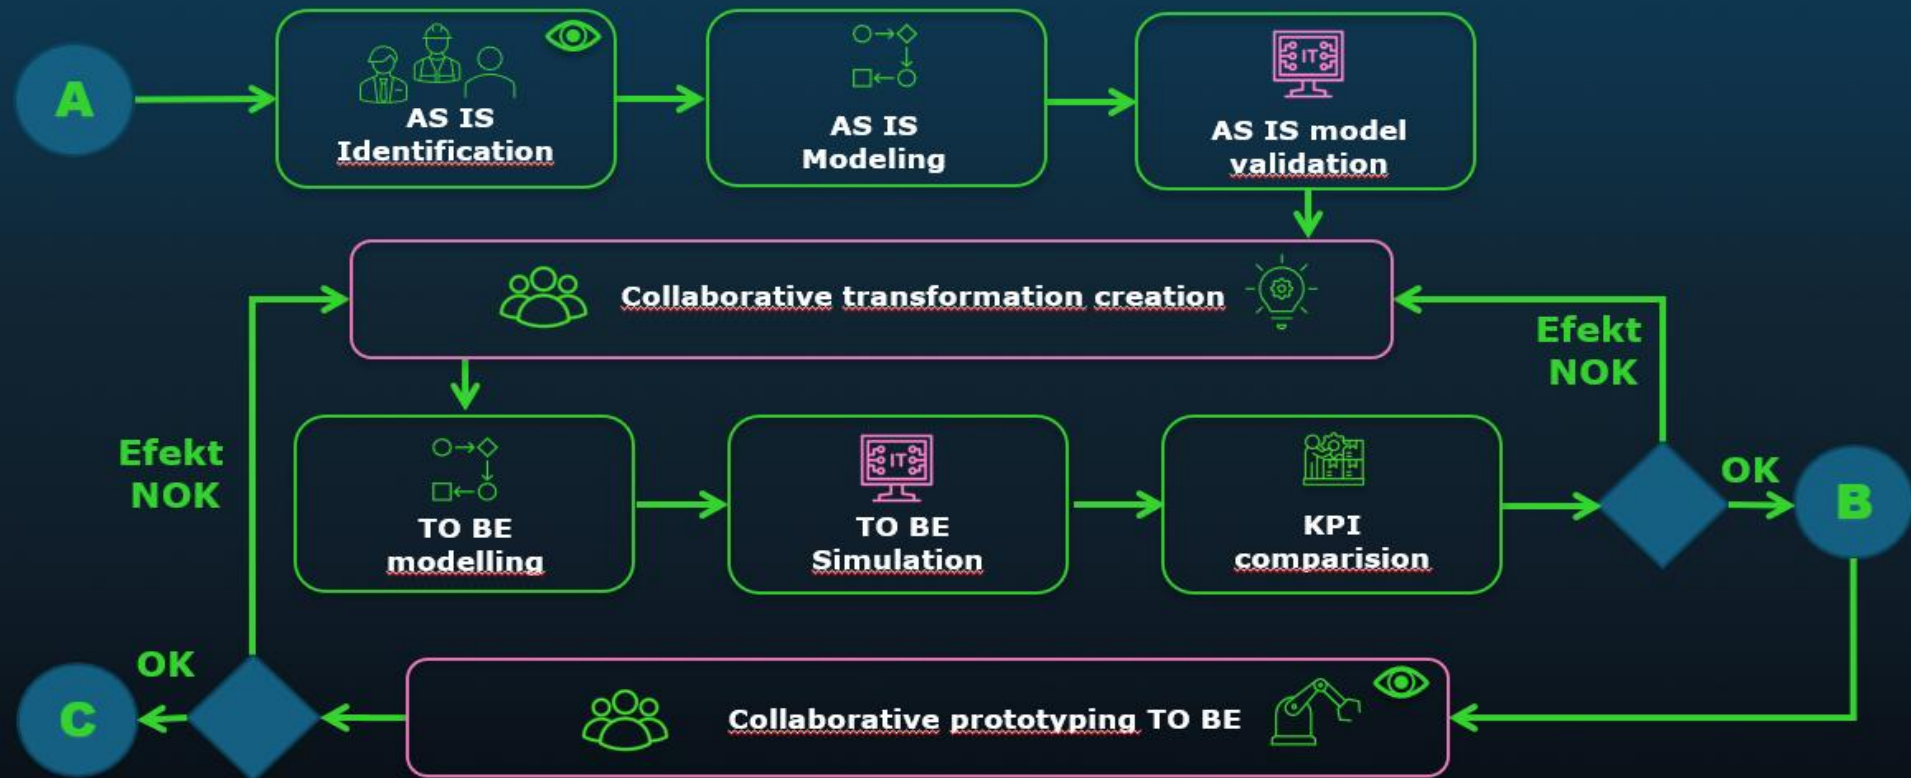 A
AS IS
Identification
AS IS
Modeling
IT
AS IS model
validation
Collaborative transformation creation
Efekt
NOK
Efekt
NOK
TO BE
modelling
IT
TO BE
Simulation
KPI
comparision
OK
B
OK
C
Collaborative prototyping TO BE